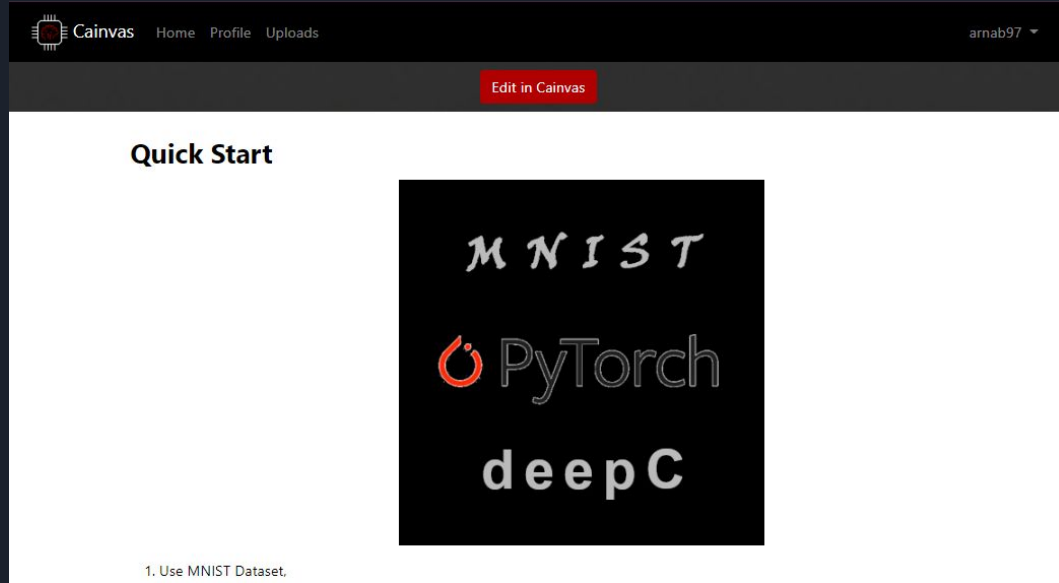 Cainvas Home Profile Uploads arnab97
Edit in Cainvas
Quick Start
MNIST
PyTorch
deepC
1. Use MNIST Dataset,